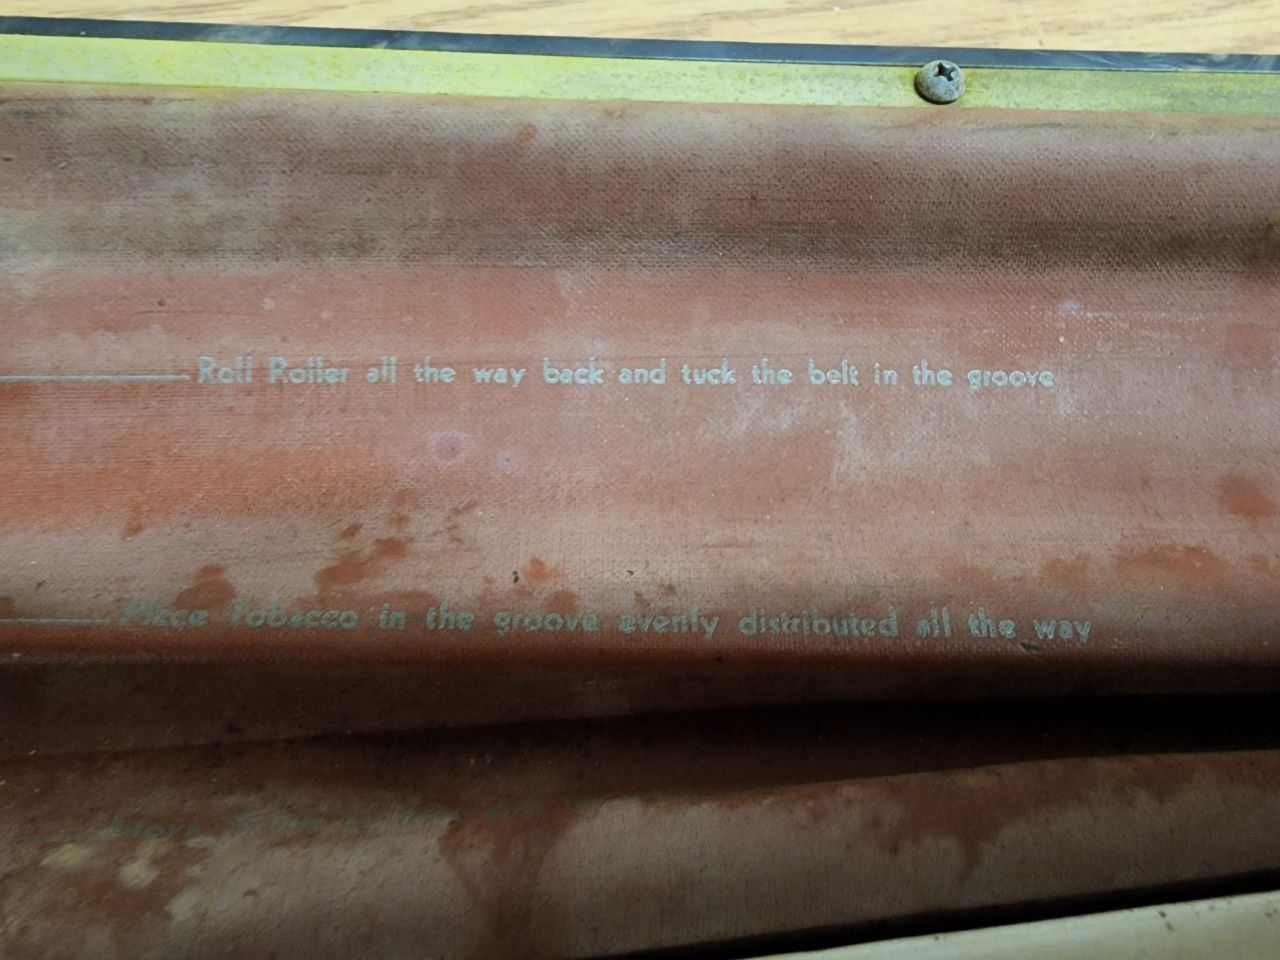 Roll Roller all the way back and tuck the belt in the groove
Place Tobacco in the groove evenly distributed all the way